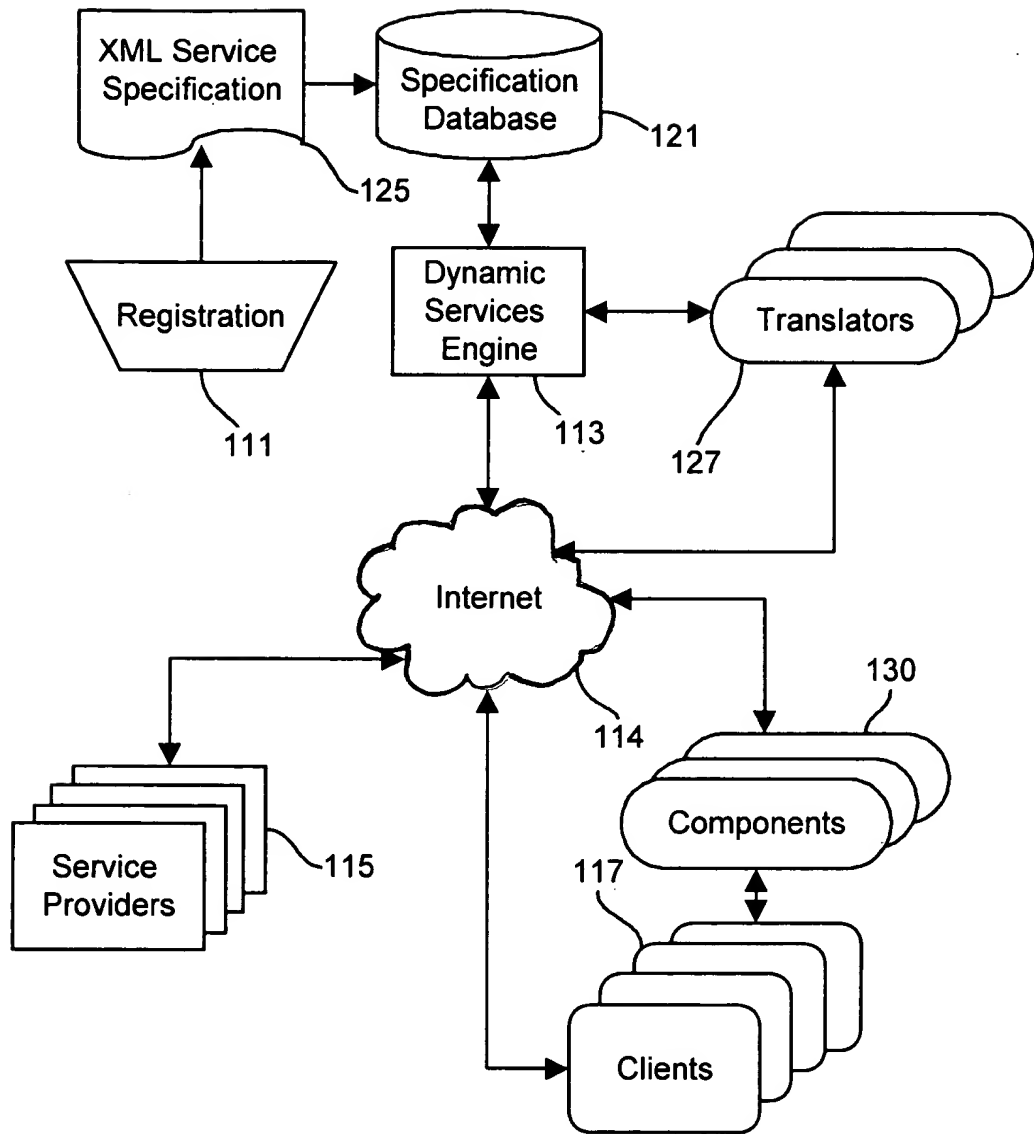 XML Service
Specification
Specification
Database
121
125
Registration
111
Dynamic
Services
Engine
113
Translators
127
Internet
114
130
Components
Service
Providers
115
117
Clients